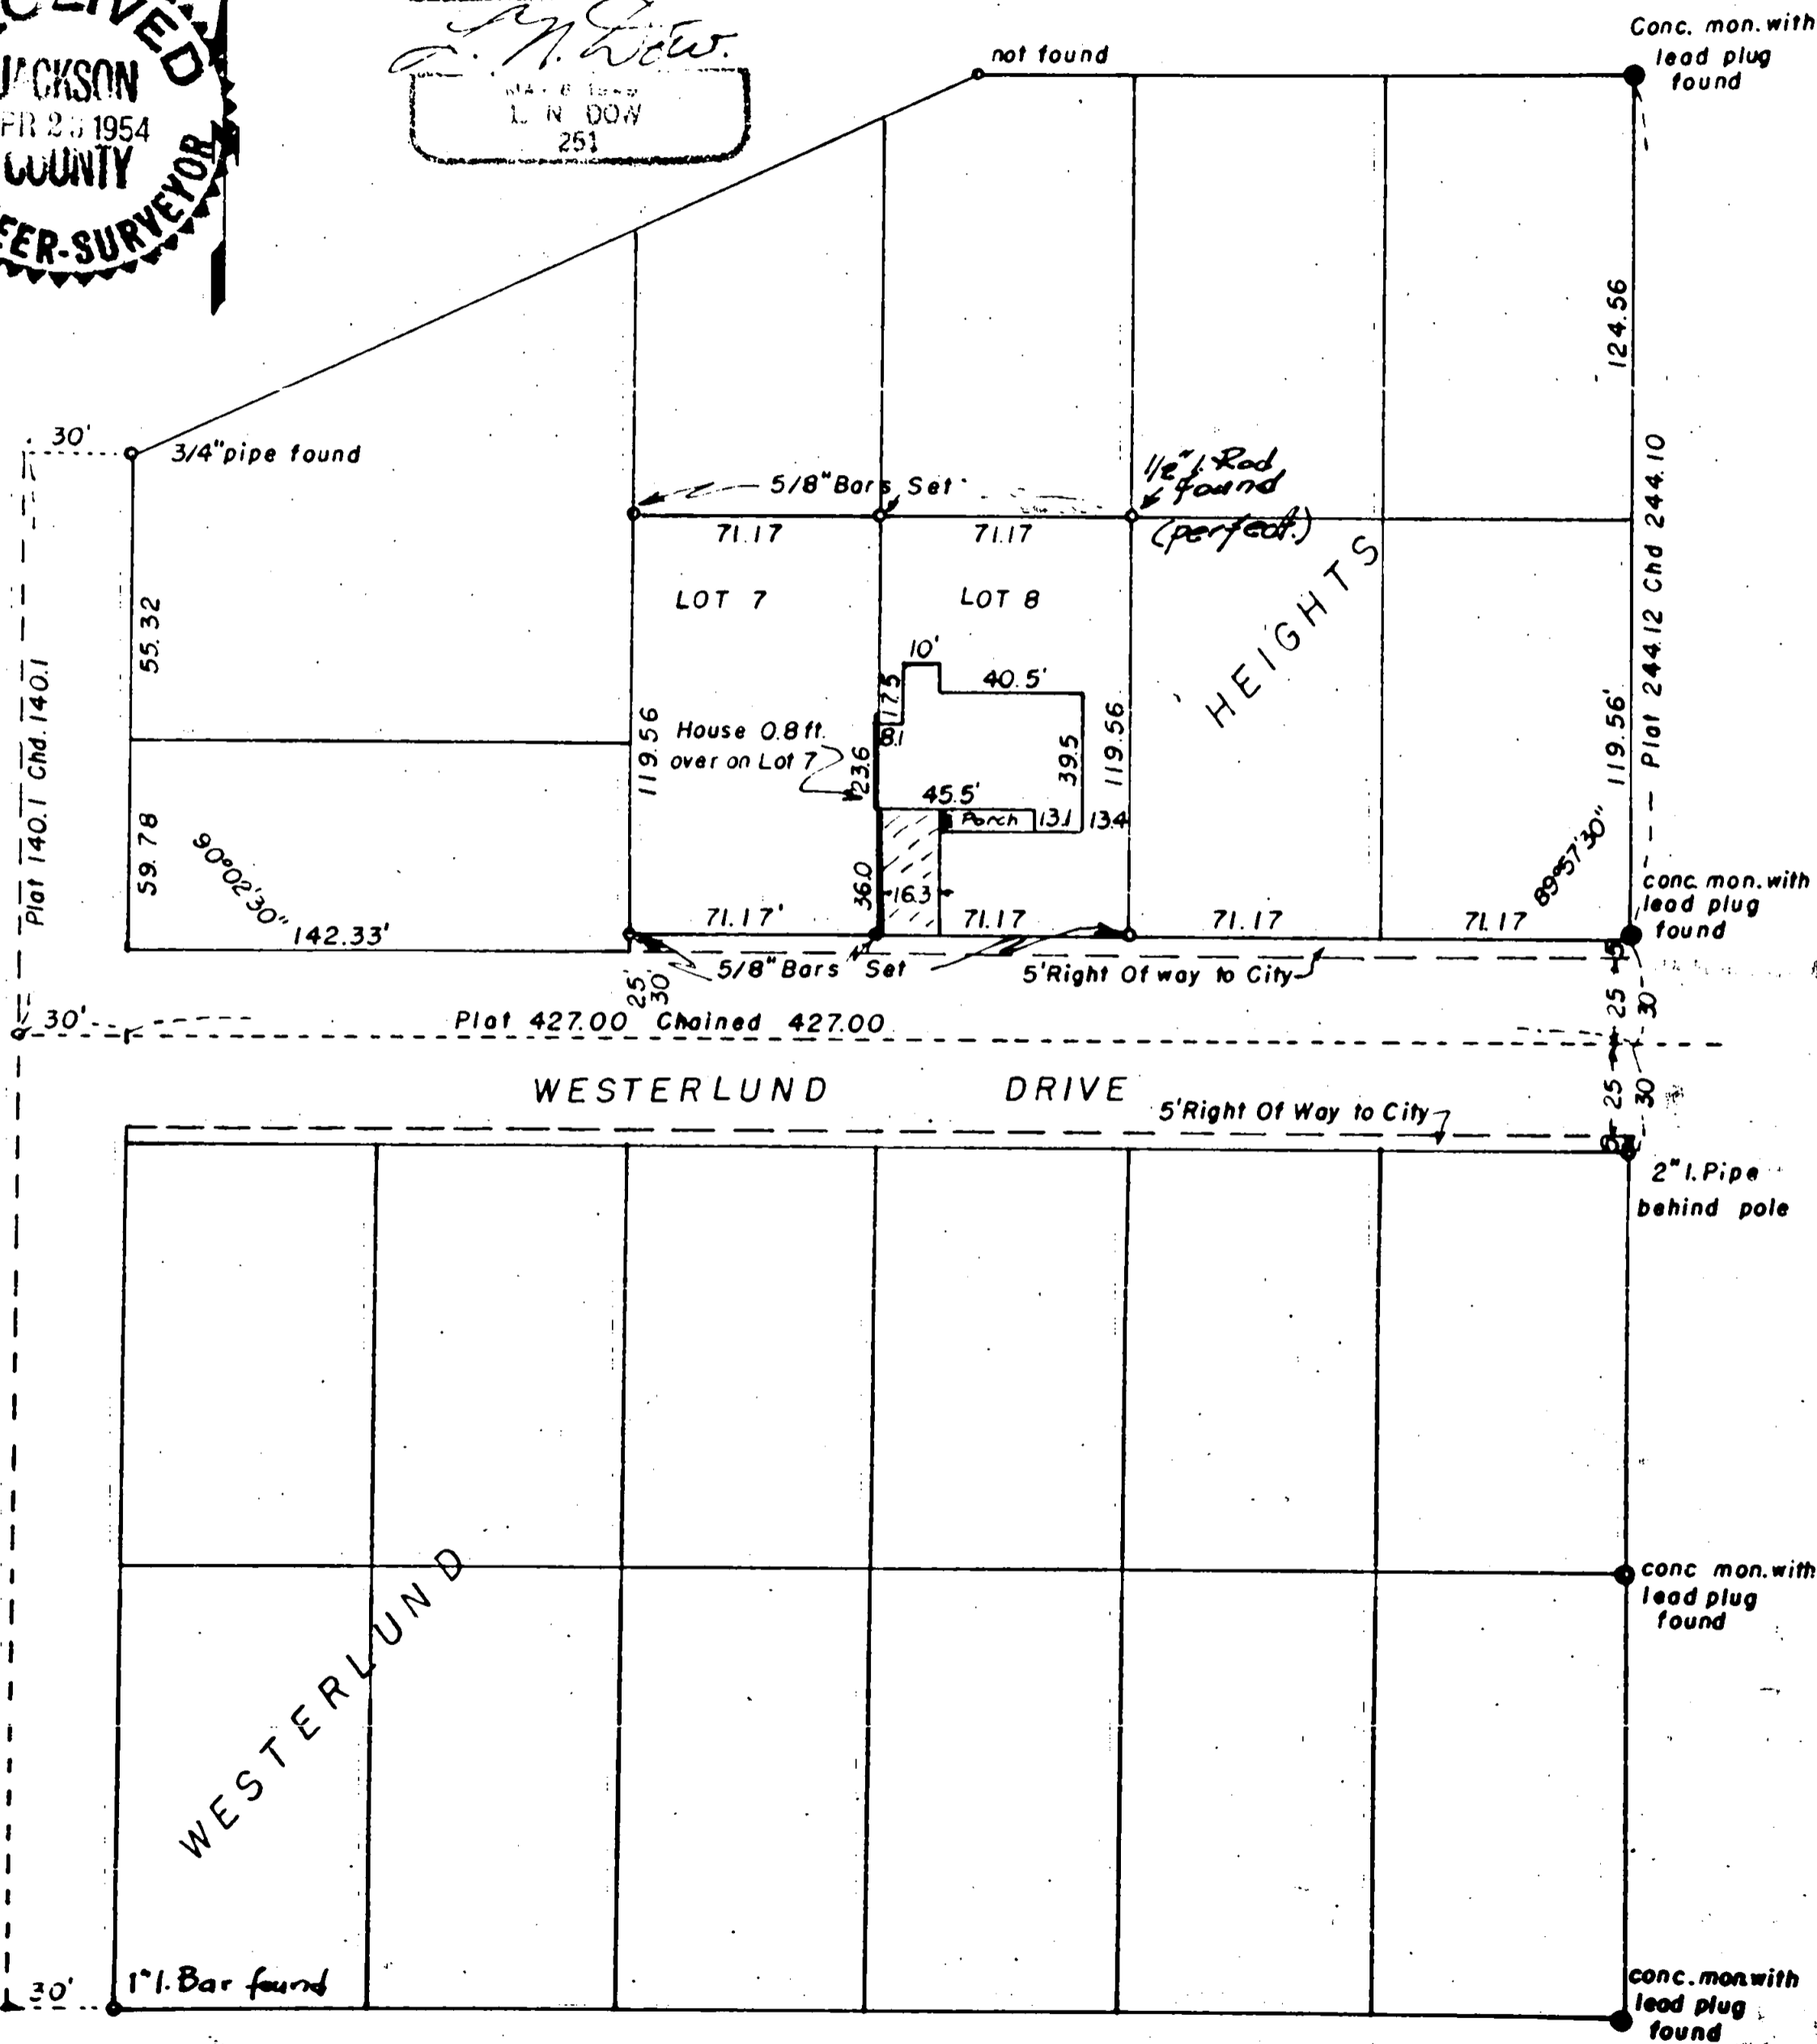 JACKSON
1954
COUNTY
L. N. Dow.
L N DOW
251
not found
Conc. mon. with
lead plug
found
124.56
30'
3/4" pipe found
5/8" Bars Set
1/2" I. Rod
found
(perfect.)
71.17
71.17
LOT 7
LOT 8
HEIGHTS
Plat 244.12 Chd 244.10
55.32
Plat 140.1 Chd. 140.1
10'
40.5'
17.5
8.1
119.56
House 0.8 ft.
over on Lot 7
23.6
39.5
119.56
119.56'
45.5'
Porch
13.1
13.4
59.78
90°02'30"
36.0
16.3
89°57'30"
conc. mon. with
lead plug
found
142.33'
71.17'
71.17
71.17
71.17
5/8" Bars Set
5' Right Of way to City
25'
30'
5
25
30
30'
Plat 427.00 Chained 427.00
WESTERLUND DRIVE
25
30
5' Right Of Way to City
5
2" I. Pipe
behind pole
conc mon. with
lead plug
found
WESTERLUND
30'
1" I. Bar found
conc. mon with
lead plug
found